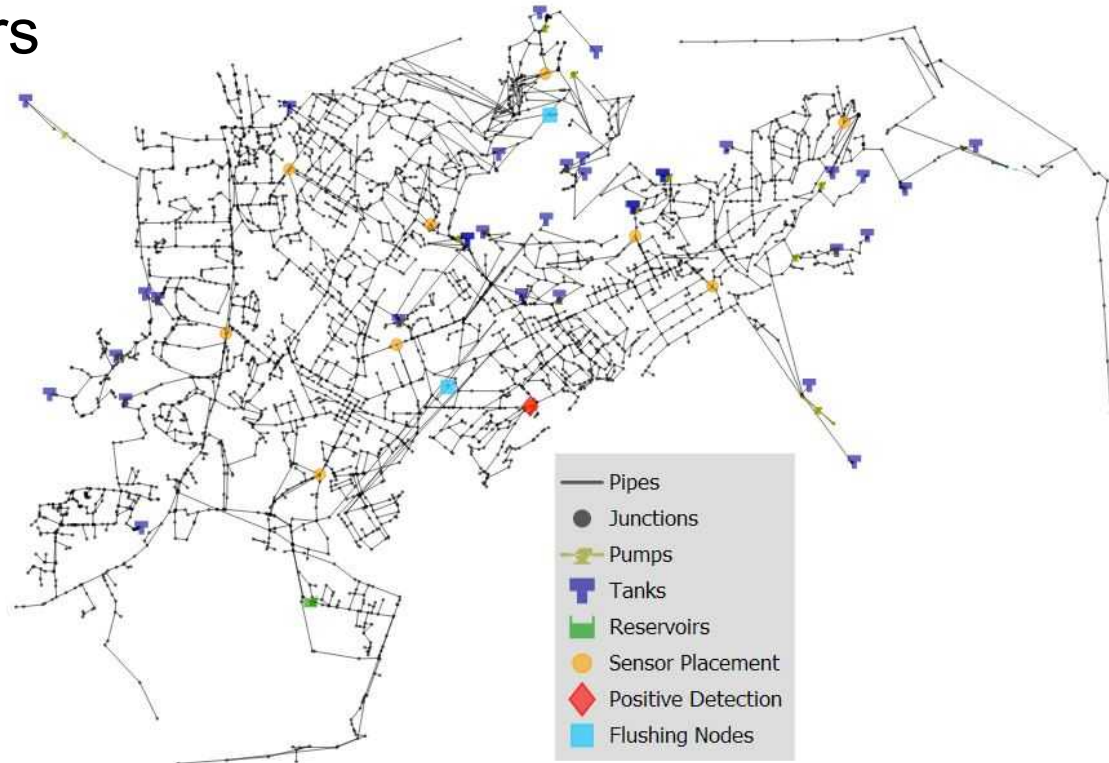 rs
Pipes
Junctions
Pumps
Tanks
Reservoirs
Sensor Placement
Positive Detection
Flushing Nodes